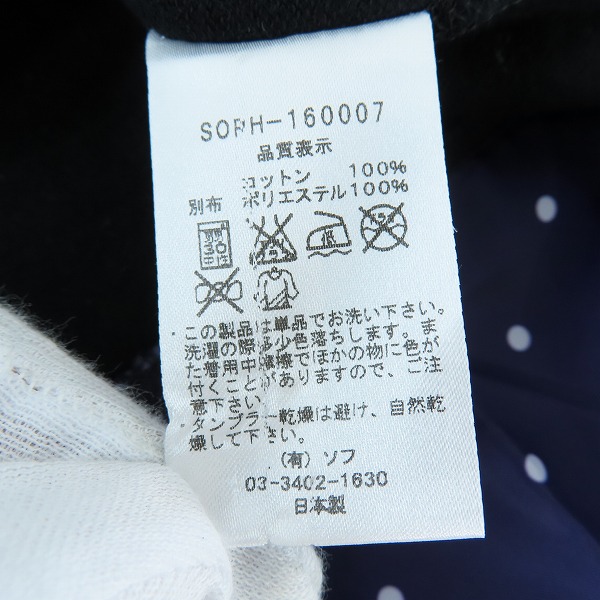 SOPH-160007
品質表示
コットン 100%
別布 ポリエステル100%
この製品は単品でお洗い下さい。
洗濯の際は多少色落ちします。ま
た着用中と摩擦でほかの物に色が
付くことがありますので、ご注
意下さい。
タンブラー乾燥は避け、自然乾
燥して下さい。
(有) ソフ
03-3402-1630
日本製